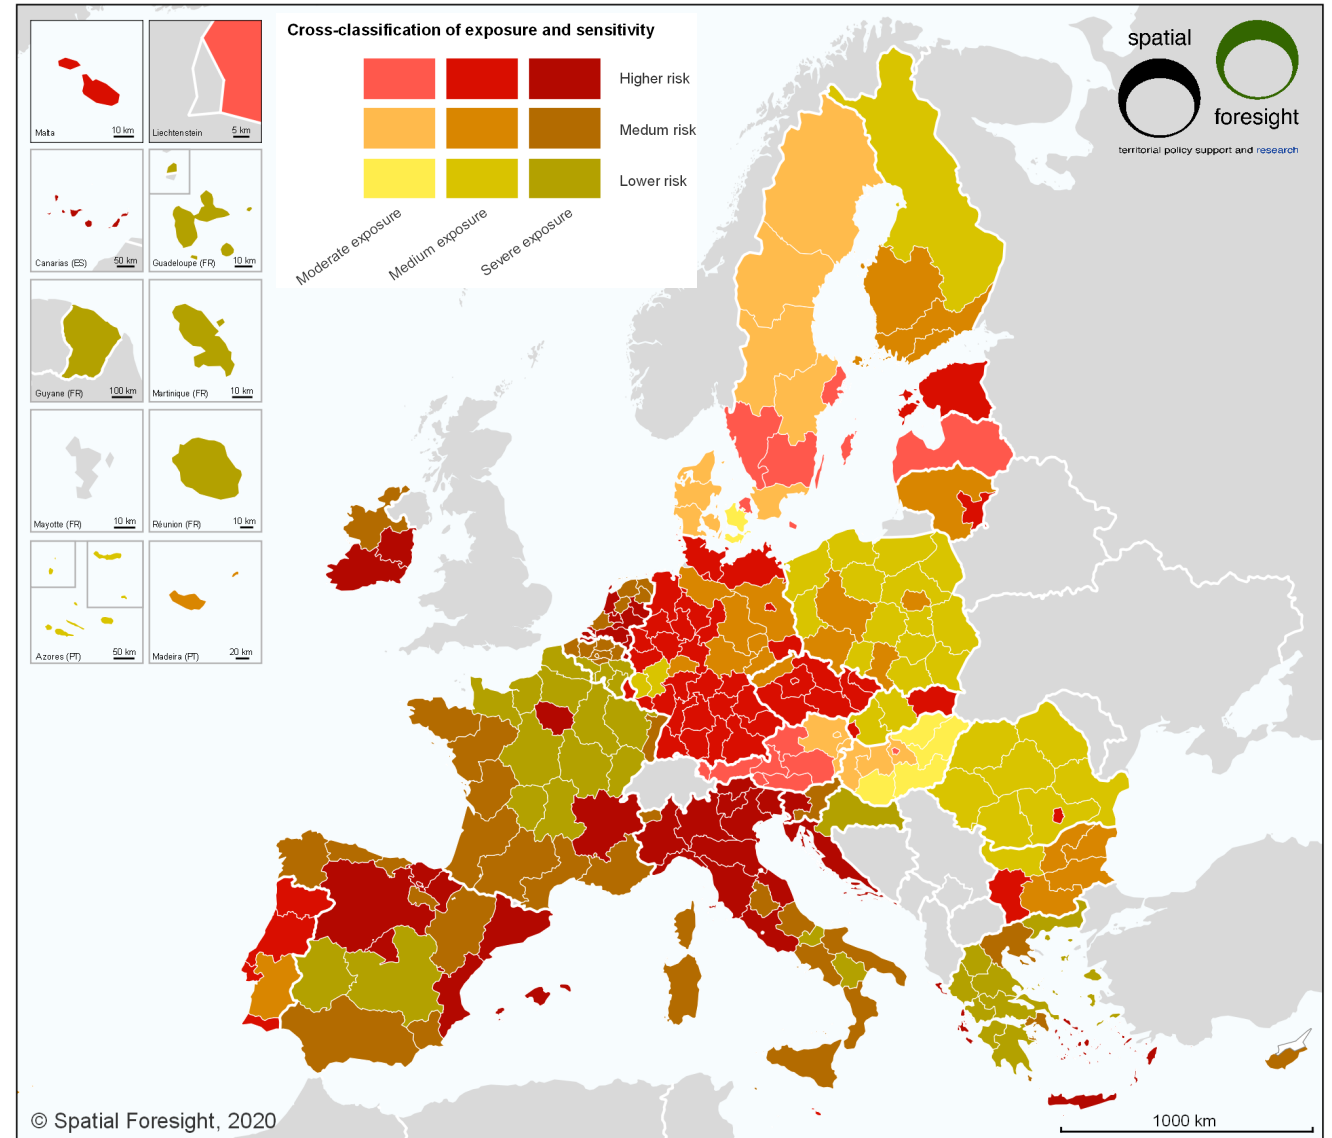 Cross-classification of exposure and sensitivity
Higher risk
Medum risk
Lower risk
Moderate exposure
Medium exposure
Severe exposure
spatial
foresight
territorial policy support and research
Malta
10 km
Liechtenstein
5 km
Canarias (ES)
50 km
Guadeloupe (FR)
10 km
Guyane (FR)
100 km
Martinique (FR)
10 km
Mayotte (FR)
10 km
Réunion (FR)
10 km
Azores (PT)
50 km
Madeira (PT)
20 km
© Spatial Foresight, 2020
1000 km